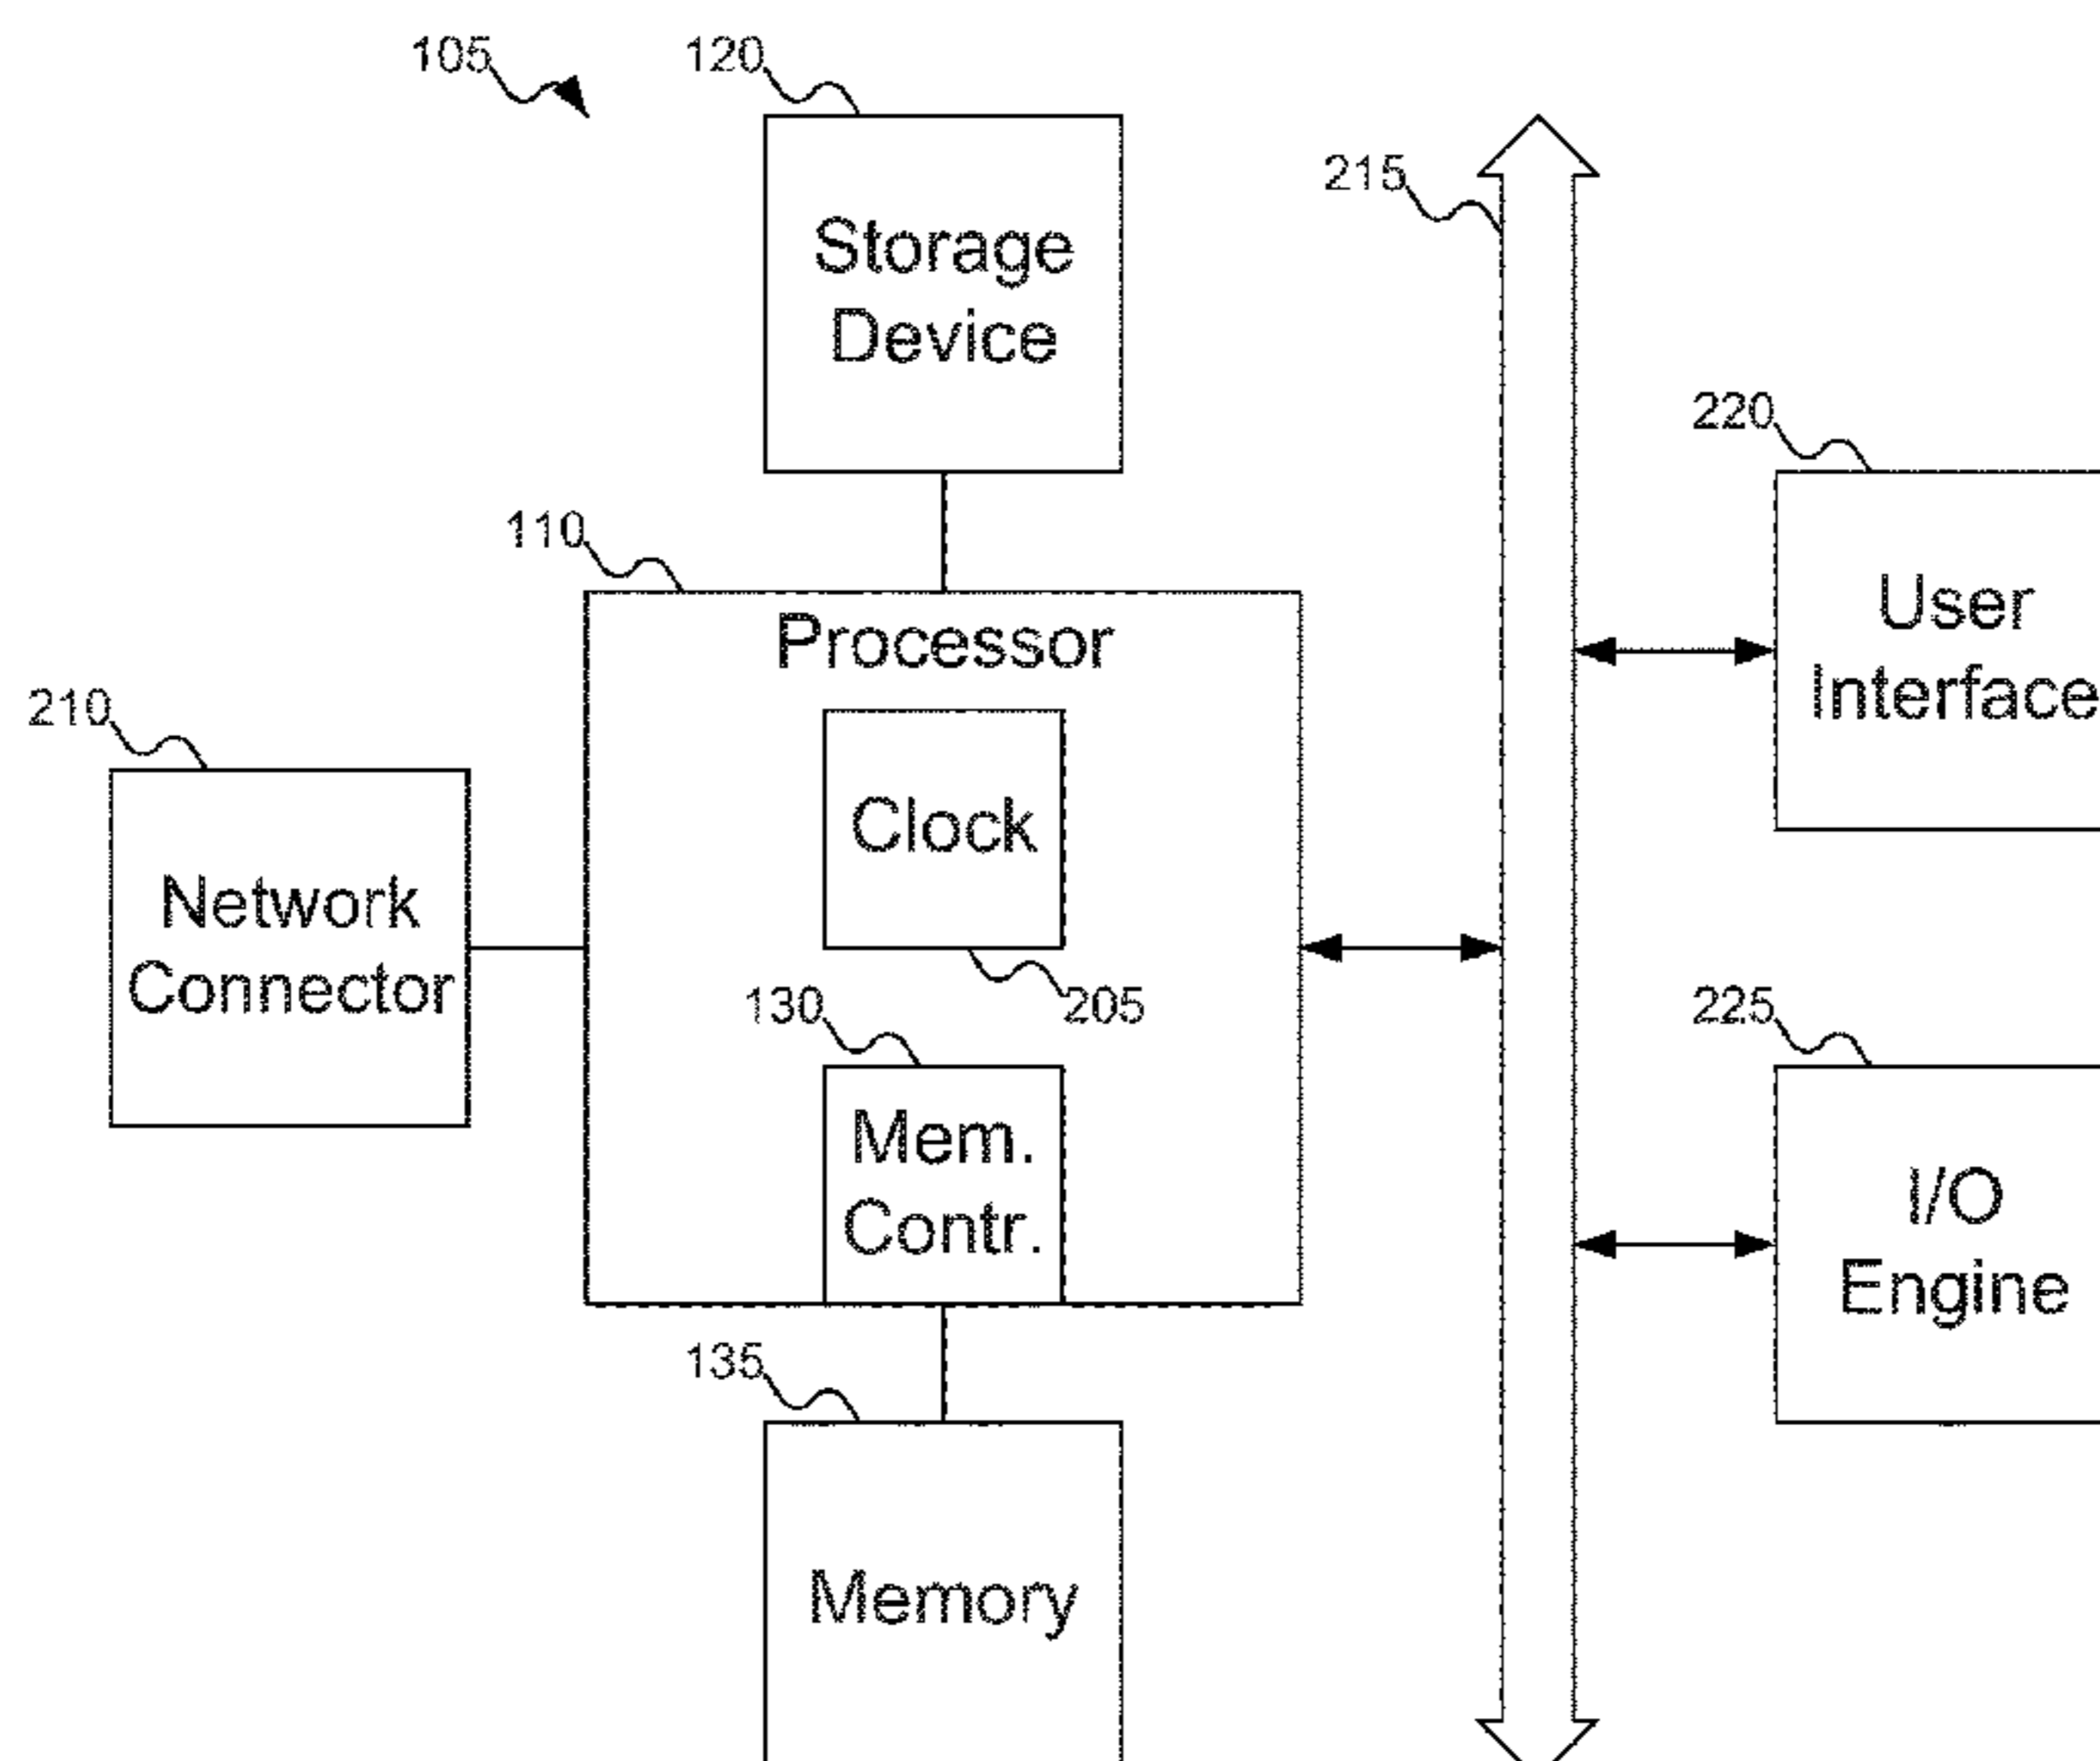 105
120
Storage
Device
215
220
User
Interface
110
Processor
210
Network
Connector
Clock
205
130
Mem.
Contr.
225
I/O
Engine
135
Memory